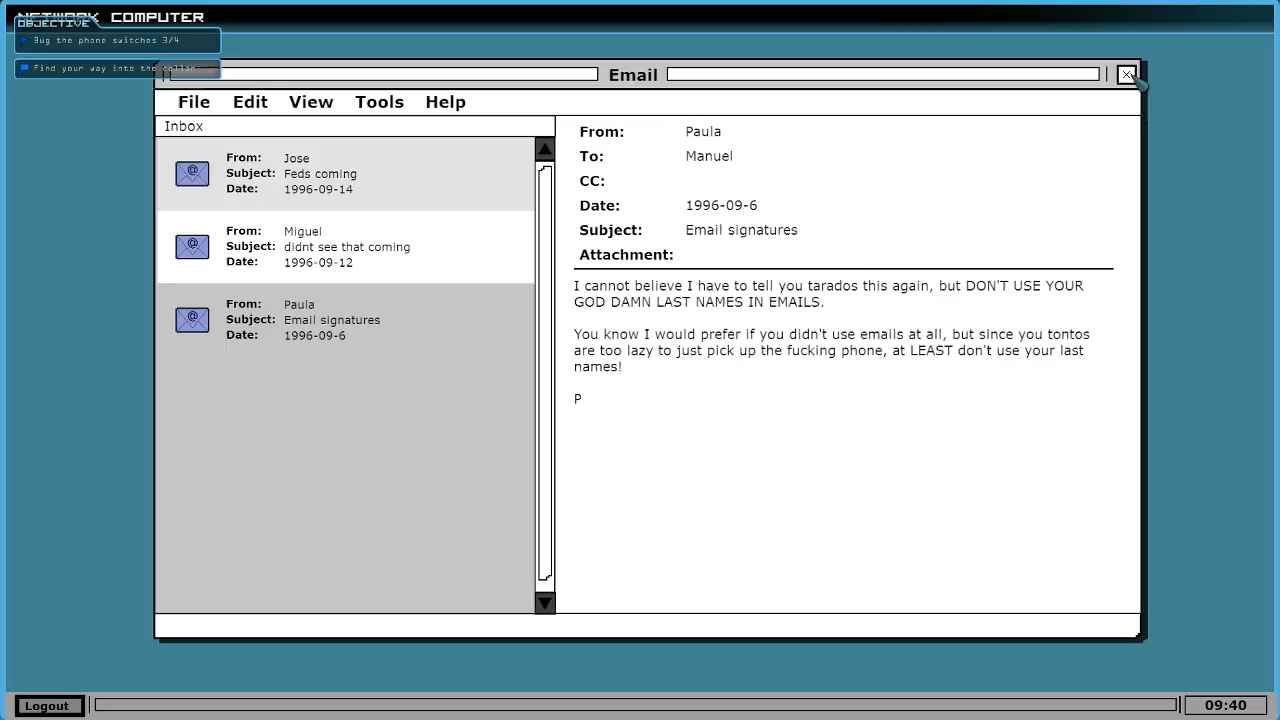 NETWORK COMPUTER
OBJECTIVE
Bug the phone switches 3/4
Find your way into the cellar
Email
File Edit View Tools Help
Inbox
From: Jose
Subject: Feds coming
Date: 1996-09-14
From: Miguel
Subject: didnt see that coming
Date: 1996-09-12
From: Paula
Subject: Email signatures
Date: 1996-09-6
From: Paula
To: Manuel
CC:
Date: 1996-09-6
Subject: Email signatures
Attachment:
I cannot believe I have to tell you tarados this again, but DON'T USE YOUR
GOD DAMN LAST NAMES IN EMAILS.
You know I would prefer if you didn't use emails at all, but since you tontos
are too lazy to just pick up the fucking phone, at LEAST don't use your last
names!
P
Logout
09:40